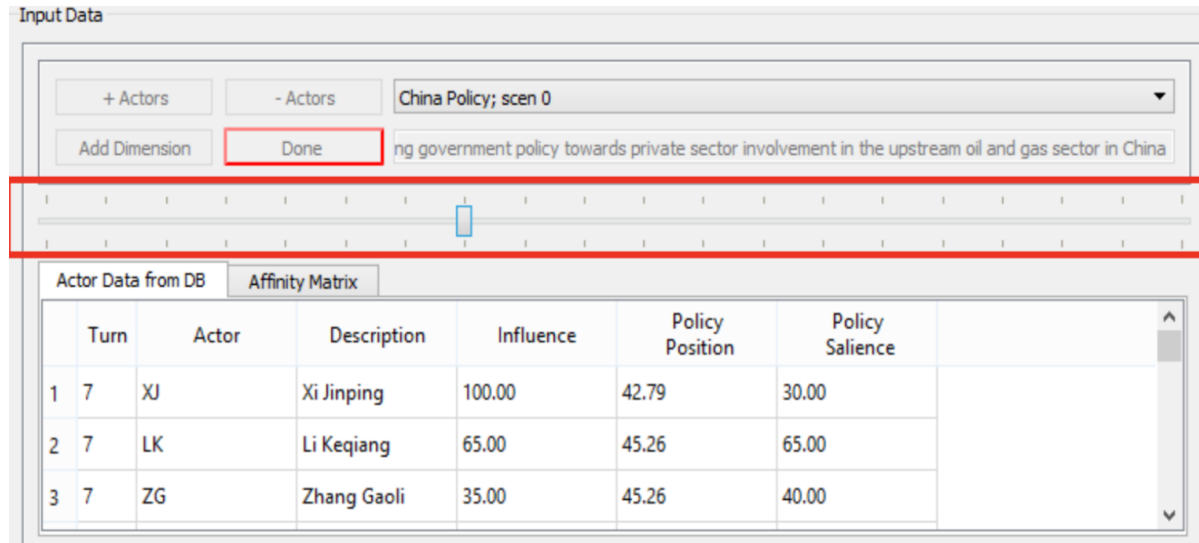 Input Data
+ Actors - Actors China Policy; scen 0
Add Dimension Done ng government policy towards private sector involvement in the upstream oil and gas sector in China
Actor Data from DB Affinity Matrix
Turn Actor Description Influence Policy Position Policy Salience
1 7 XJ Xi Jinping 100.00 42.79 30.00
2 7 LK Li Keqiang 65.00 45.26 65.00
3 7 ZG Zhang Gaoli 35.00 45.26 40.00